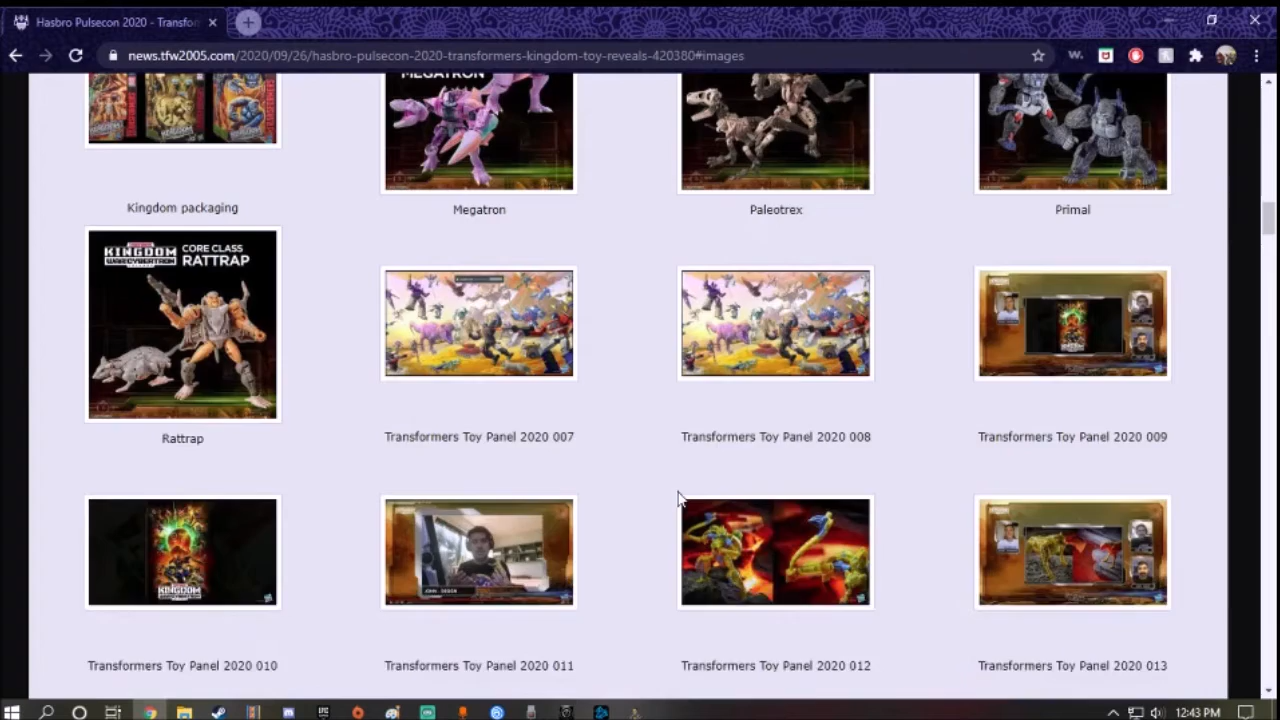 Hasbro Pulsecon 2020 - Transfo
news.tfw2005.com/2020/09/26/hasbro-pulsecon-2020-transformers-kingdom-toy-reveals-420380#images
MEGATRON
Kingdom packaging
Megatron
Paleotrex
Primal
KINGDOM
CORE CLASS
RATTRAP
Rattrap
Transformers Toy Panel 2020 007
Transformers Toy Panel 2020 008
Transformers Toy Panel 2020 009
KINGDOM
Transformers Toy Panel 2020 010
Transformers Toy Panel 2020 011
Transformers Toy Panel 2020 012
Transformers Toy Panel 2020 013
12:43 PM